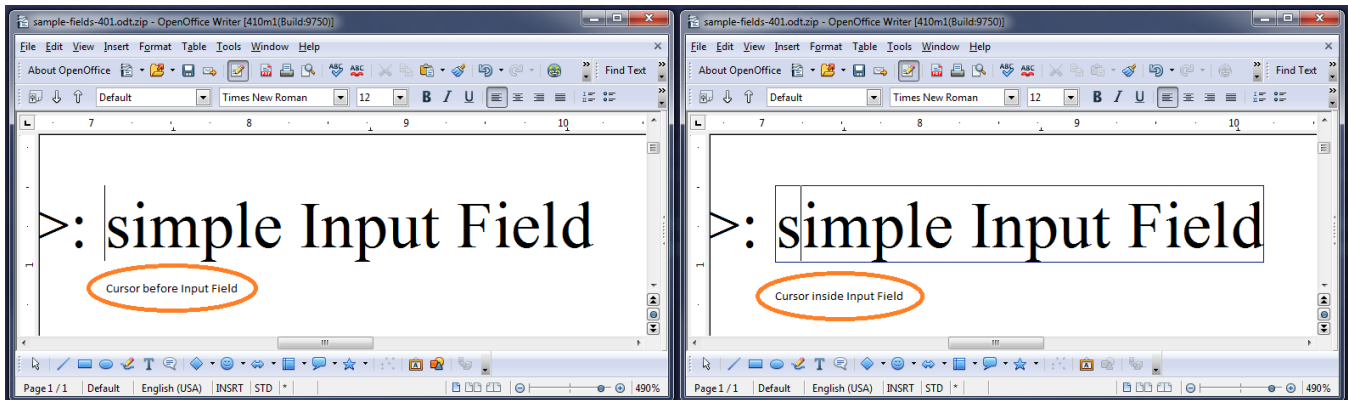 sample-fields-401.odt.zip - OpenOffice Writer [410m1(Build:9750)]
File Edit View Insert Format Table Tools Window Help
About OpenOffice Find Text
Default Times New Roman 12 B I U
7 8 9 10
>: simple Input Field
1
Cursor before Input Field
Page 1 / 1 Default English (USA) INSRT STD * 490%
sample-fields-401.odt.zip - OpenOffice Writer [410m1(Build:9750)]
File Edit View Insert Format Table Tools Window Help
About OpenOffice Find Text
Default Times New Roman 12 B I U
7 8 9 10
>: simple Input Field
1
Cursor inside Input Field
Page 1 / 1 Default English (USA) INSRT STD * 490%